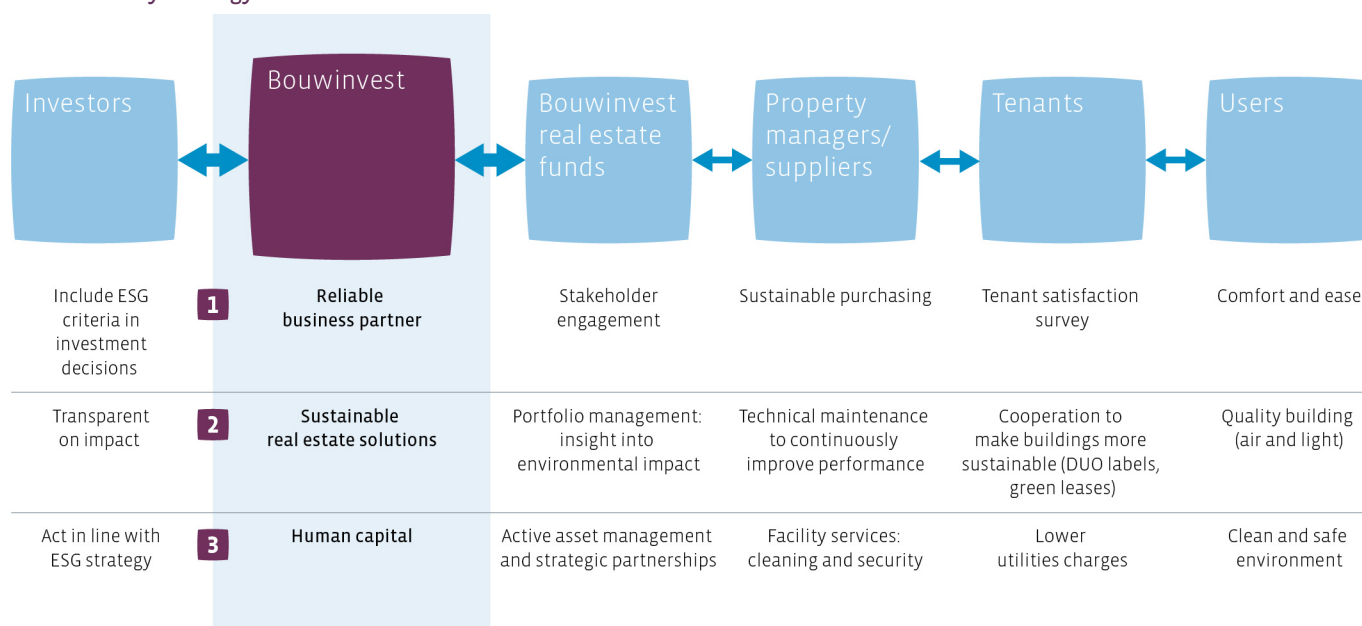 Investors
Bouwinvest
Bouwinvest
real estate
funds
Property
managers/
suppliers
Tenants
Users
Include ESG
criteria in
investment
decisions
1
Reliable
business partner
Stakeholder
engagement
Sustainable purchasing
Tenant satisfaction
survey
Comfort and ease
Transparent
on impact
2
Sustainable
real estate solutions
Portfolio management:
insight into
environmental impact
Technical maintenance
to continuously
improve performance
Cooperation to
make buildings more
sustainable (DUO labels,
green leases)
Quality building
(air and light)
Act in line with
ESG strategy
3
Human capital
Active asset management
and strategic partnerships
Facility services:
cleaning and security
Lower
utilities charges
Clean and safe
environment